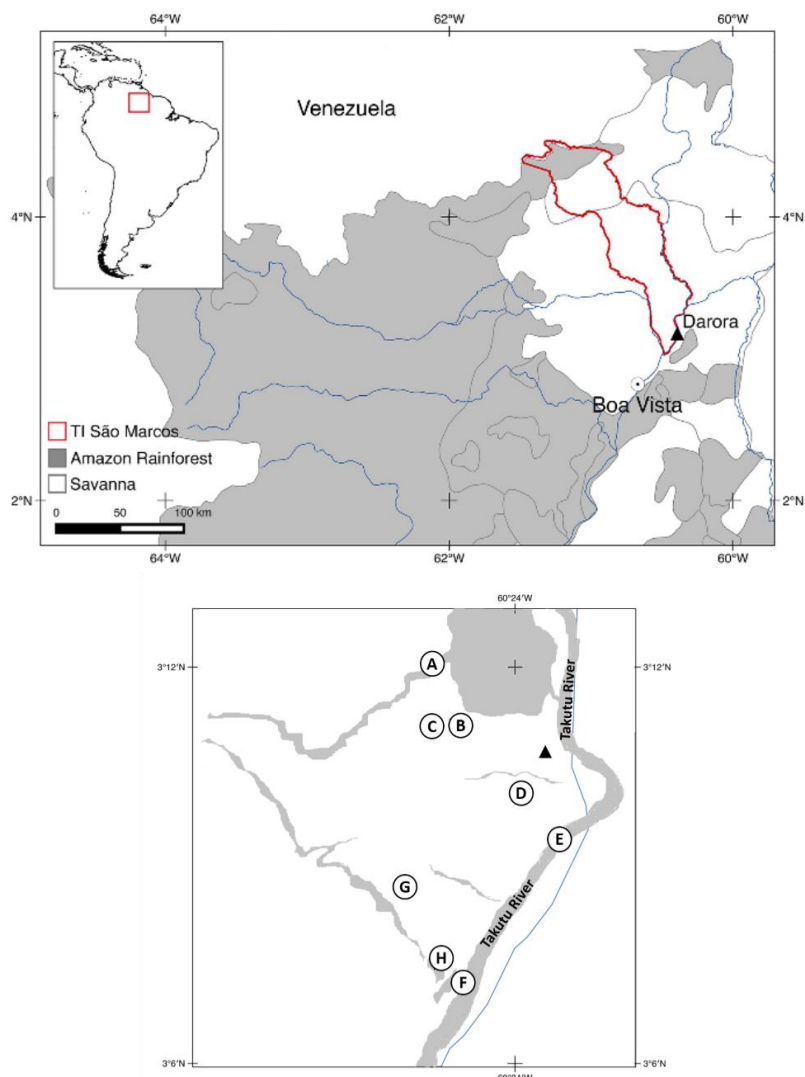 64°W
62°W
60°W
Venezuela
4°N
4°N
Darora
Boa Vista
TI São Marcos
Amazon Rainforest
Savanna
0 50 100 km
2°N
2°N
64°W
62°W
60°W
60°24'W
3°12'N
3°12'N
A
Takutu River
C
B
D
E
G
Takutu River
H
F
3°6'N
3°6'N
60°24'W